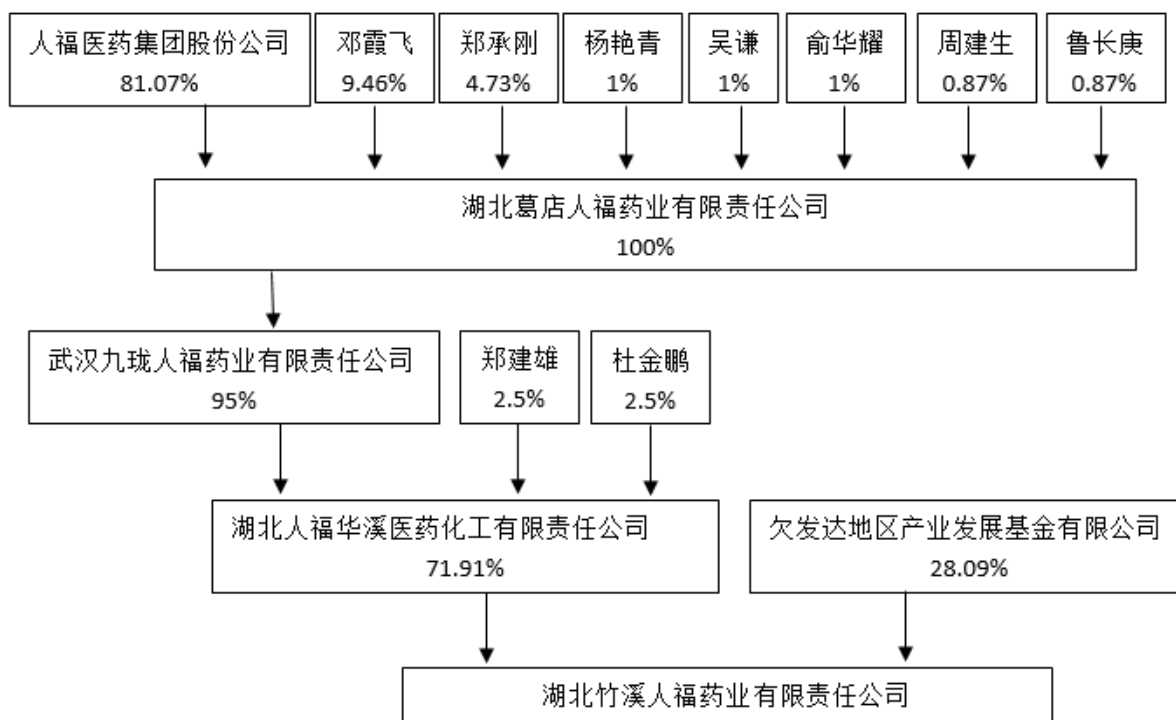 人福医药集团股份公司
81.07%
邓霞飞
9.46%
郑承刚
4.73%
杨艳青
1%
吴谦
1%
俞华耀
1%
周建生
0.87%
鲁长庚
0.87%
湖北葛店人福药业有限责任公司
100%
武汉九珑人福药业有限责任公司
95%
郑建雄
2.5%
杜金鹏
2.5%
湖北人福华溪医药化工有限责任公司
71.91%
欠发达地区产业发展基金有限公司
28.09%
湖北竹溪人福药业有限责任公司